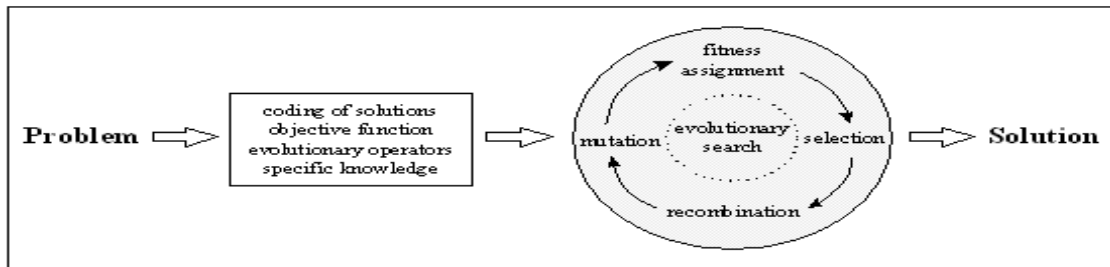 Problem
coding of solutions
objective function
evolutionary operators
specific knowledge
fitness
assignment
mutation
evolutionary
search
selection
recombination
Solution